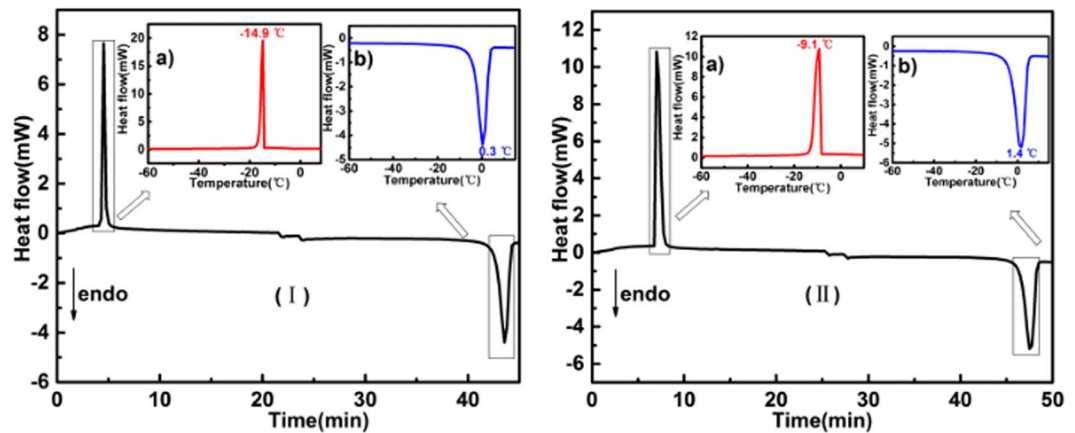 8
6
4
2
0
-2
-4
-6
Heat flow(mW)
0 10 20 30 40
Time(min)
endo
( Ⅰ )
a)
-14.9 ℃
20
15
10
5
0
Heat flow(mW)
-60 -40 -20 0
Temperature(℃)
b)
0
-1
-2
-3
-4
-5
Heat flow(mW)
0.3 ℃
-60 -40 -20 0
Temperature(℃)
14
12
10
8
6
4
2
0
-2
-4
-6
Heat flow(mW)
0 10 20 30 40 50
Time(min)
endo
( Ⅱ )
a)
-9.1 ℃
12
10
8
6
4
2
0
Heat flow(mW)
-60 -40 -20 0
Temperature(℃)
b)
0
-1
-2
-3
-4
-5
-6
Heat flow(mW)
1.4 ℃
-60 -40 -20 0
Temperature(℃)